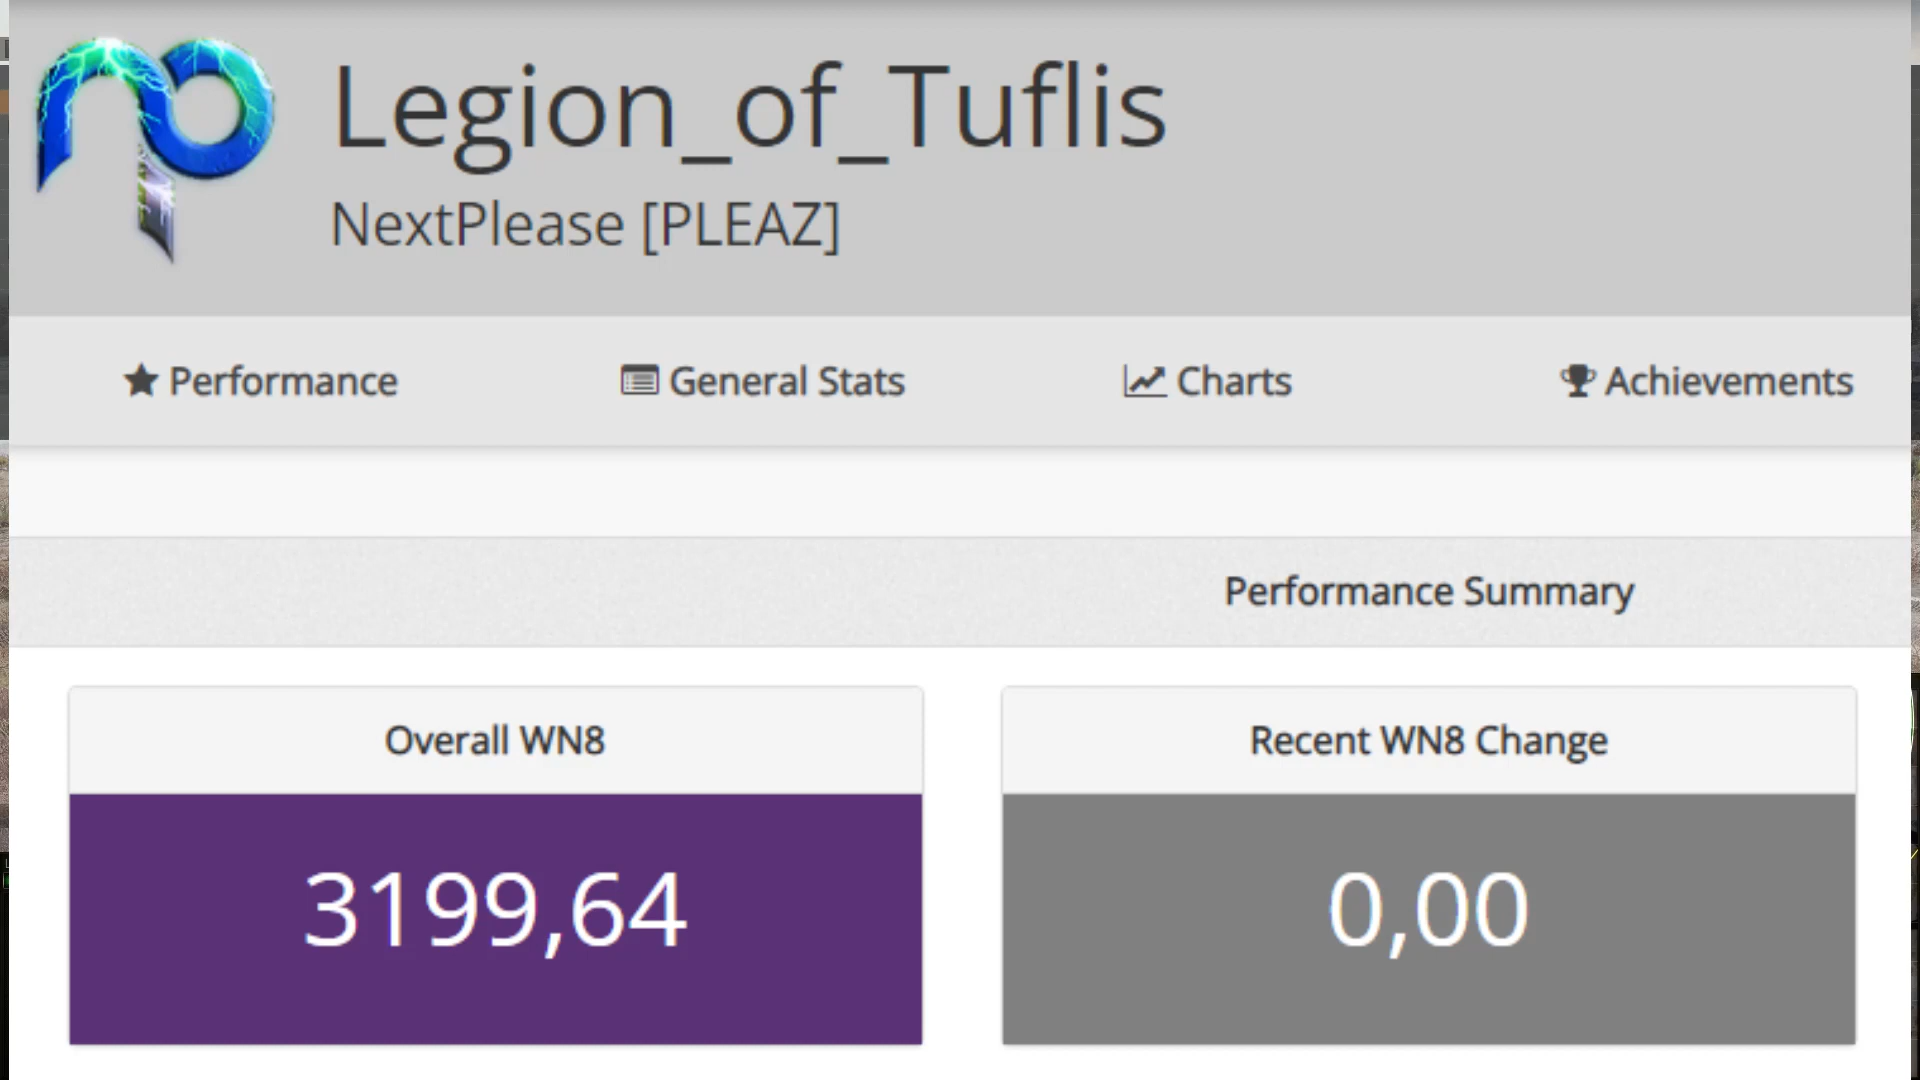 Legion_of_Tuflis
NextPlease [PLEAZ]
Performance
General Stats
Charts
Achievements
Performance Summary
Overall WN8
Recent WN8 Change
3199,64
0,00